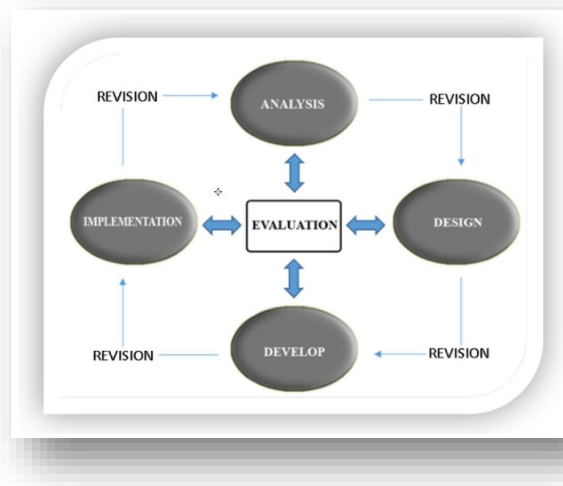 ANALYSIS
REVISION
REVISION
IMPLEMENTATION
EVALUATION
DESIGN
REVISION
DEVELOP
REVISION